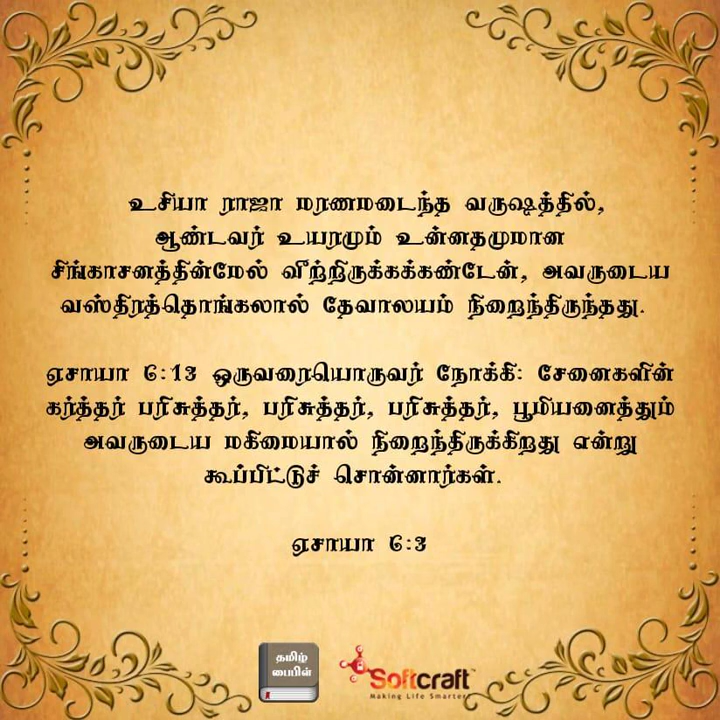 உசியா ராஜா மரணமடைந்த வருஷத்தில்,
ஆண்டவர் உயரமும் உன்னதமுமான
சிங்காசனத்தின்மேல் வீற்றிருக்கக்கண்டேன், அவருடைய
வஸ்திரத்தொங்கலால் தேவாலயம் நிறைந்திருந்தது.
ஏசாயா 6:13 ஒருவரையொருவர் நோக்கி: சேனைகளின்
கர்த்தர் பரிசுத்தர், பரிசுத்தர், பரிசுத்தர், பூமியனைத்தும்
அவருடைய மகிமையால் நிறைந்திருக்கிறது என்று
கூப்பிட்டுச் சொன்னார்கள்.
ஏசாயா 6:3
தமிழ்
பைபிள்
Softcraft™
Making Life Smarter